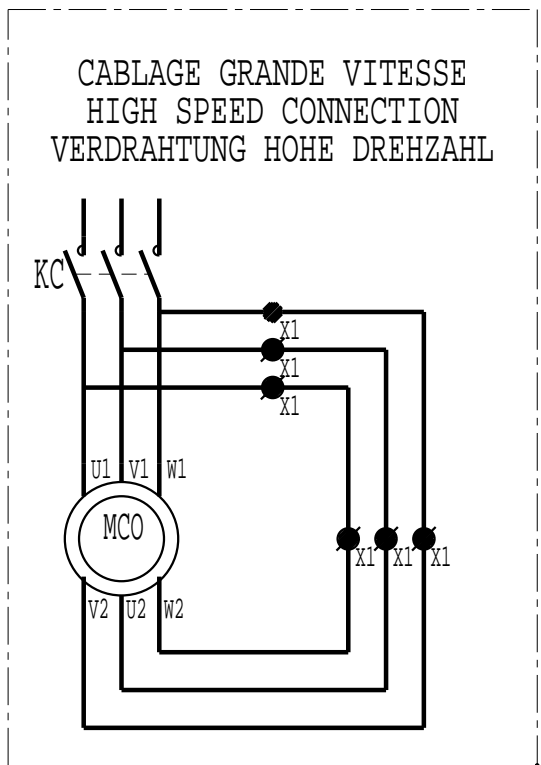 CABLAGE GRANDE VITESSE
HIGH SPEED CONNECTION
VERDRAHTUNG HOHE DREHZAHL
KC
X1
X1
X1
U1 V1 W1
MCO
X1 X1 X1
V2 U2 W2